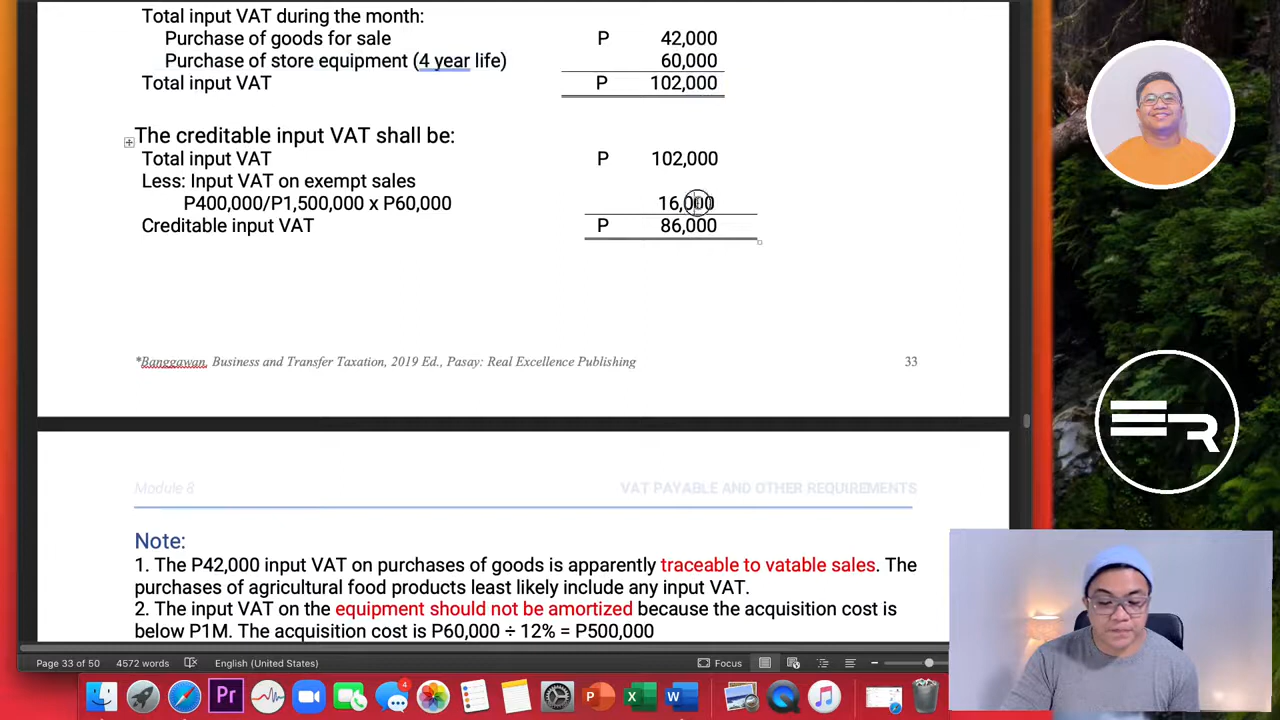 Total input VAT during the month:
Purchase of goods for sale P 42,000
Purchase of store equipment (4 year life) 60,000
Total input VAT P 102,000
The creditable input VAT shall be:
Total input VAT P 102,000
Less: Input VAT on exempt sales
P400,000/P1,500,000 x P60,000 16,000
Creditable input VAT P 86,000
*Banggawan, Business and Transfer Taxation, 2019 Ed., Pasay: Real Excellence Publishing 33
Module 8 VAT PAYABLE AND OTHER REQUIREMENTS
Note:
1. The P42,000 input VAT on purchases of goods is apparently traceable to vatable sales. The
purchases of agricultural food products least likely include any input VAT.
2. The input VAT on the equipment should not be amortized because the acquisition cost is
below P1M. The acquisition cost is P60,000 ÷ 12% = P500,000
Page 33 of 50 4572 words English (United States) Focus
Pr 4 P X W
ER